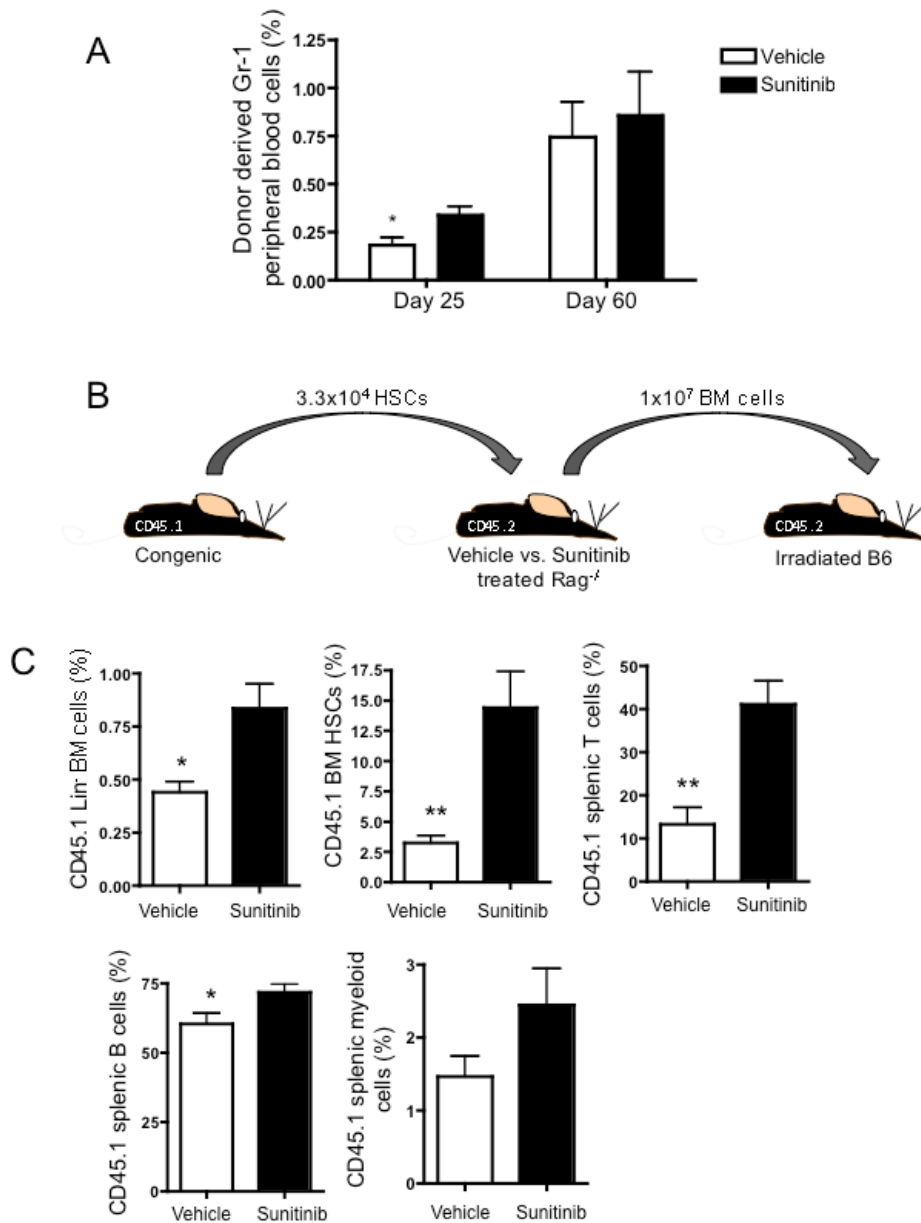 A
Donor derived Gr-1
peripheral blood cells (%)
1.25
1.00
0.75
0.50
0.25
0.00
*
Day 25
Day 60
Vehicle
Sunitinib
B
3.3x10⁴ HSCs
1x10⁷ BM cells
CD45.1
CD45.2
CD45.2
Congenic
Vehicle vs. Sunitinib
treated Rag⁻/⁻
Irradiated B6
C
CD45.1 Lin⁻ BM cells (%)
1.00
0.75
0.50
0.25
0.00
*
Vehicle
Sunitinib
CD45.1 BM HSCs (%)
17.5
15.0
12.5
10.0
7.5
5.0
2.5
0.0
**
Vehicle
Sunitinib
CD45.1 splenic T cells (%)
50
40
30
20
10
0
**
Vehicle
Sunitinib
CD45.1 splenic B cells (%)
75
50
25
0
*
Vehicle
Sunitinib
CD45.1 splenic myeloid
cells (%)
3
2
1
0
Vehicle
Sunitinib